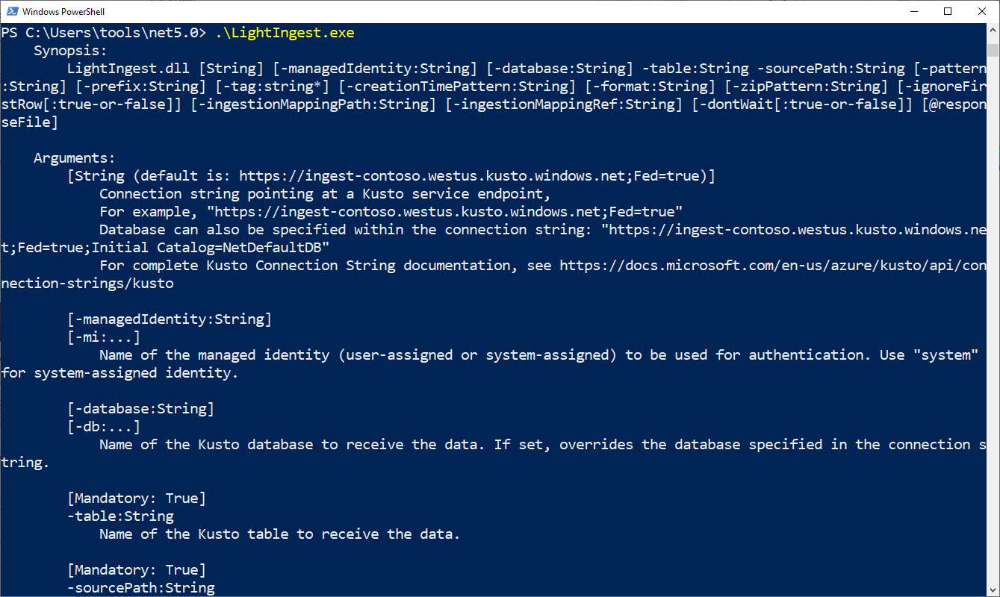 Windows PowerShell
PS C:\Users\tools\net5.0> .\LightIngest.exe
Synopsis:
LightIngest.dll [String] [-managedIdentity:String] [-database:String] -table:String -sourcePath:String [-pattern
:String] [-prefix:String] [-tag:string*] [-creationTimePattern:String] [-format:String] [-zipPattern:String] [-ignoreFir
stRow[:true-or-false]] [-ingestionMappingPath:String] [-ingestionMappingRef:String] [-dontWait[:true-or-false]] [@respon
seFile]
Arguments:
[String (default is: https://ingest-contoso.westus.kusto.windows.net;Fed=true)]
Connection string pointing at a Kusto service endpoint,
For example, "https://ingest-contoso.westus.kusto.windows.net;Fed=true"
Database can also be specified within the connection string: "https://ingest-contoso.westus.kusto.windows.ne
t;Fed=true;Initial Catalog=NetDefaultDB"
For complete Kusto Connection String documentation, see https://docs.microsoft.com/en-us/azure/kusto/api/con
nection-strings/kusto
[-managedIdentity:String]
[-mi:...]
Name of the managed identity (user-assigned or system-assigned) to be used for authentication. Use "system"
for system-assigned identity.
[-database:String]
[-db:...]
Name of the Kusto database to receive the data. If set, overrides the database specified in the connection s
tring.
[Mandatory: True]
-table:String
Name of the Kusto table to receive the data.
[Mandatory: True]
-sourcePath:String